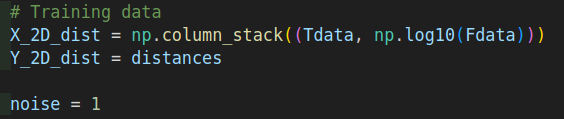 # Training data
X_2D_dist = np.column_stack((Tdata, np.log10(Fdata)))
Y_2D_dist = distances
noise = 1